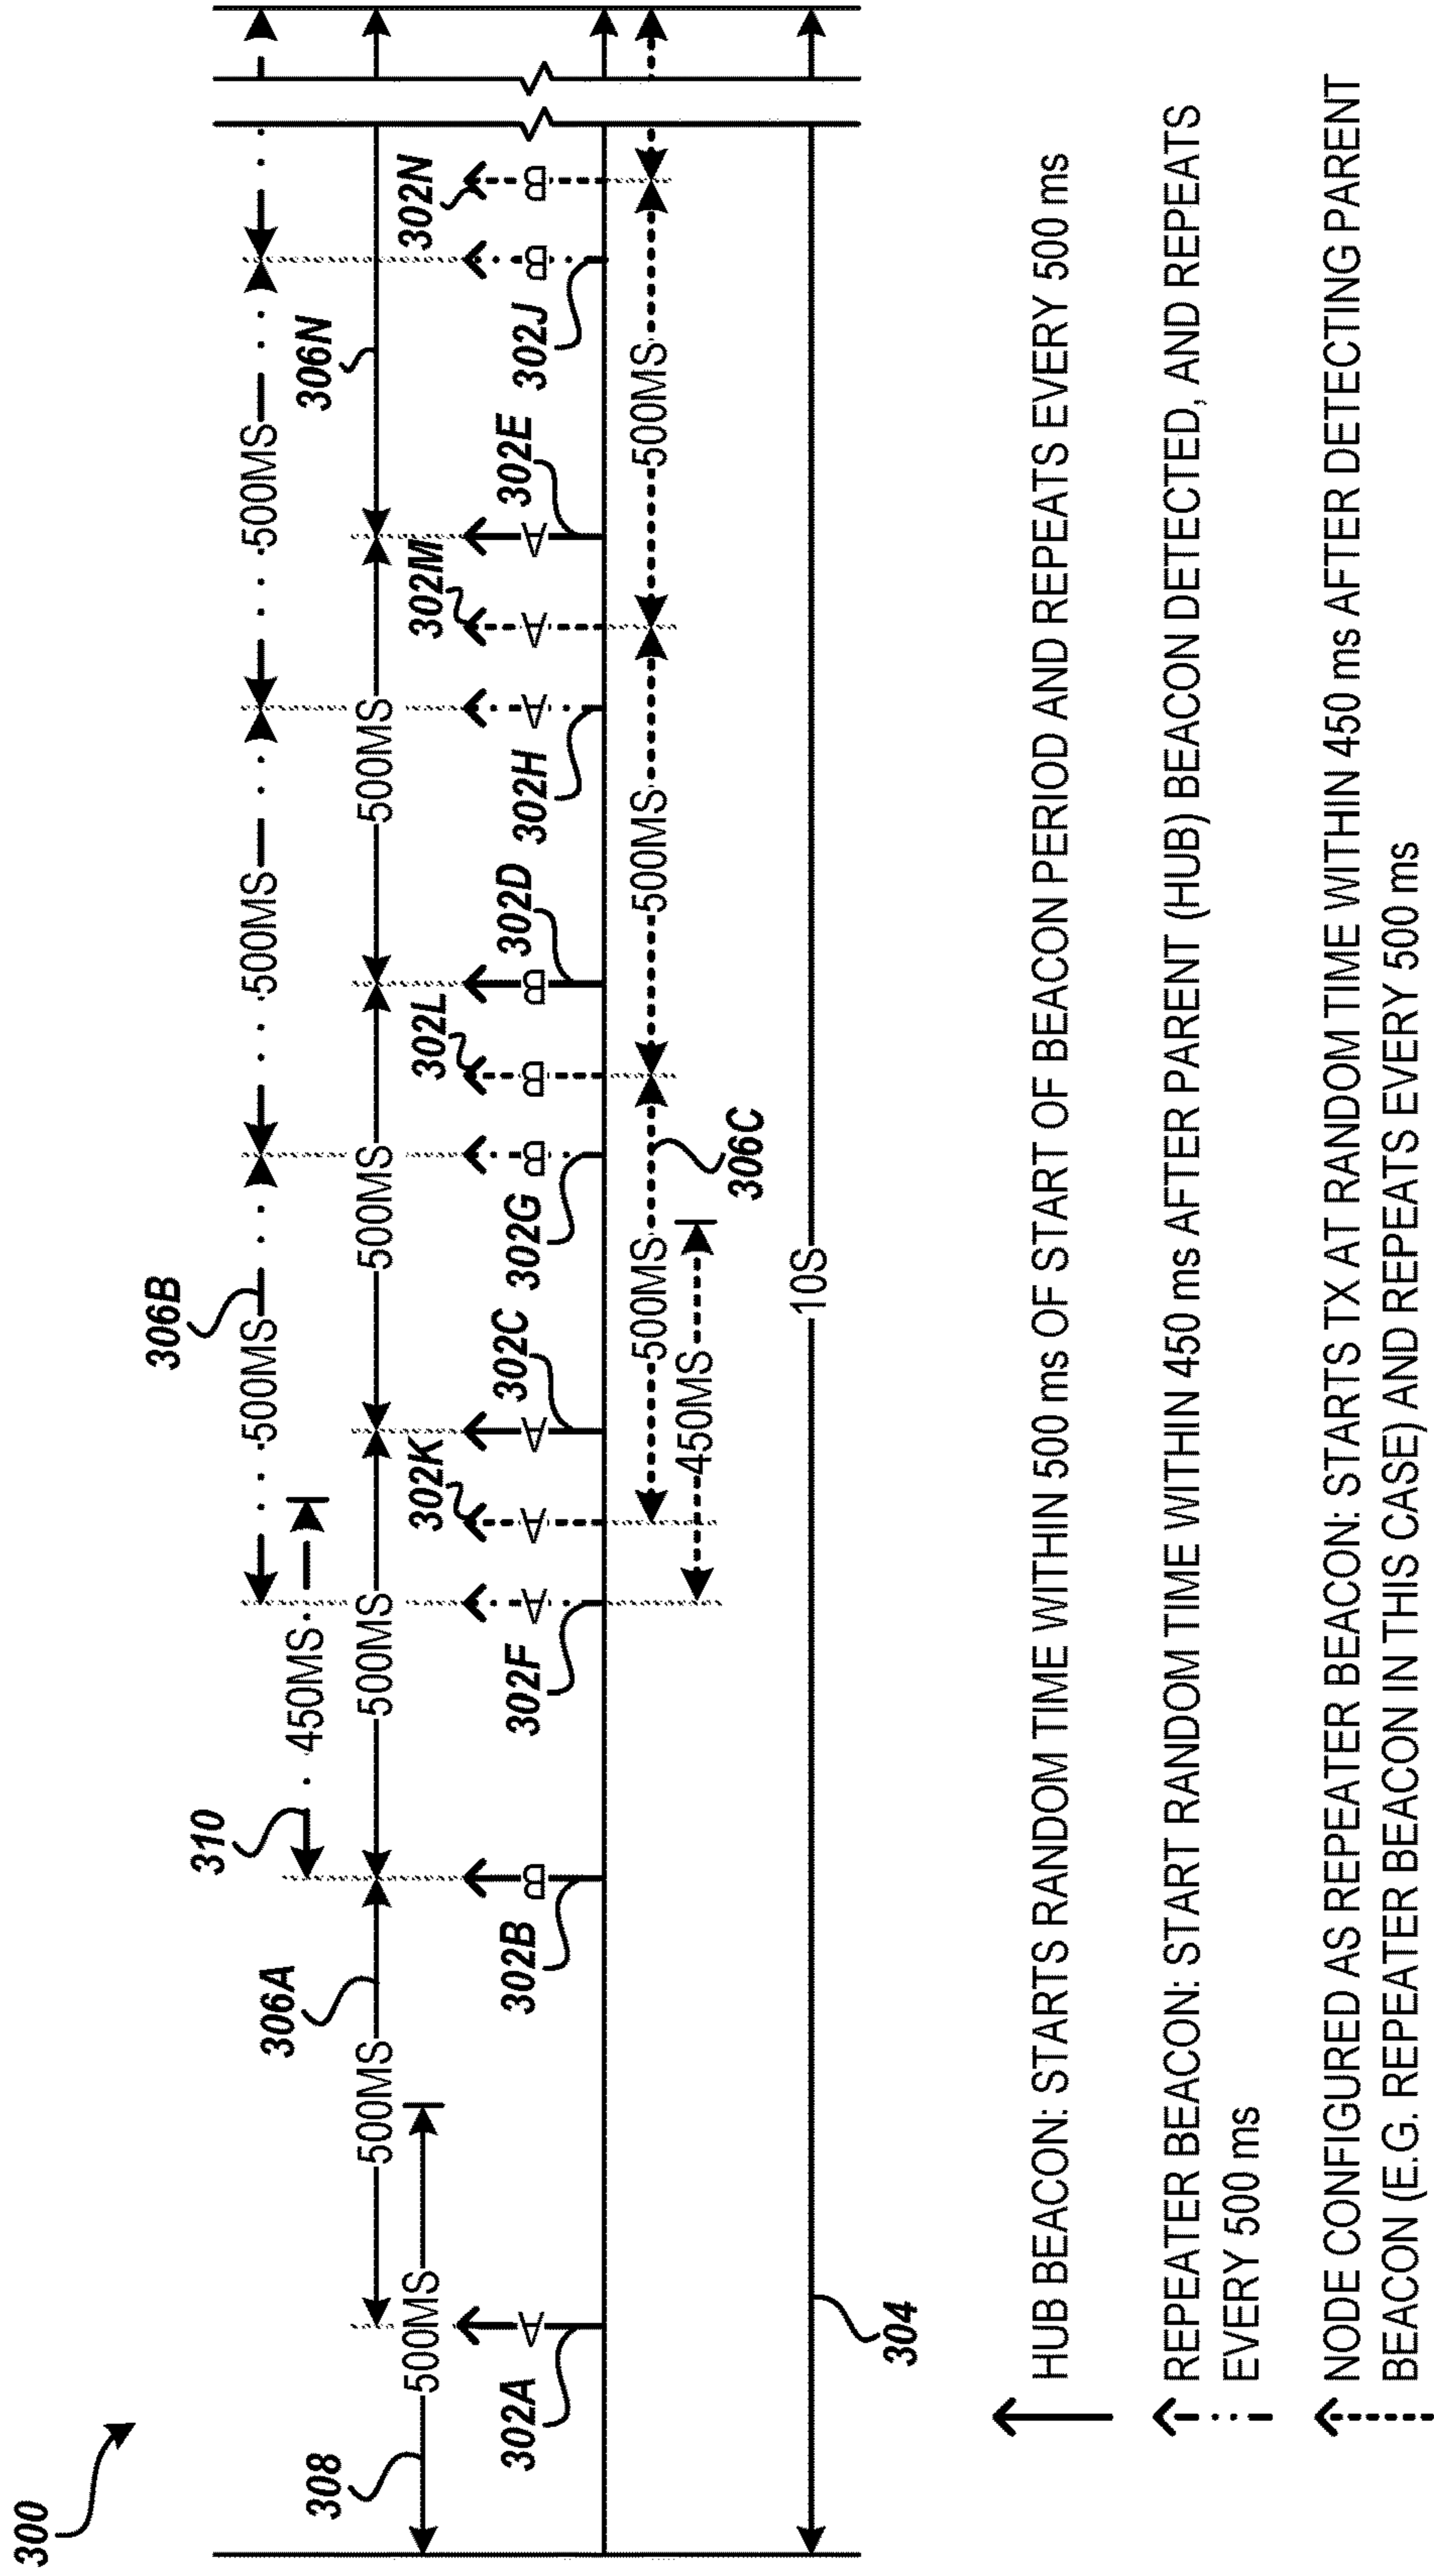 300
306B
500MS
500MS
500MS
310
450MS
306A
306N
500MS
500MS
500MS
500MS
500MS
308
500MS
302K
302L
302M
302N
A
B
A
A
A
B
B
B
A
A
A
B
B
302A
302B
302F
302C
302G
302D
302H
302E
302J
500MS
500MS
500MS
306C
450MS
10S
304
HUB BEACON: STARTS RANDOM TIME WITHIN 500 ms OF START OF BEACON PERIOD AND REPEATS EVERY 500 ms
REPEATER BEACON: START RANDOM TIME WITHIN 450 ms AFTER PARENT (HUB) BEACON DETECTED, AND REPEATS
EVERY 500 ms
NODE CONFIGURED AS REPEATER BEACON: STARTS TX AT RANDOM TIME WITHIN 450 ms AFTER DETECTING PARENT
BEACON (E.G. REPEATER BEACON IN THIS CASE) AND REPEATS EVERY 500 ms